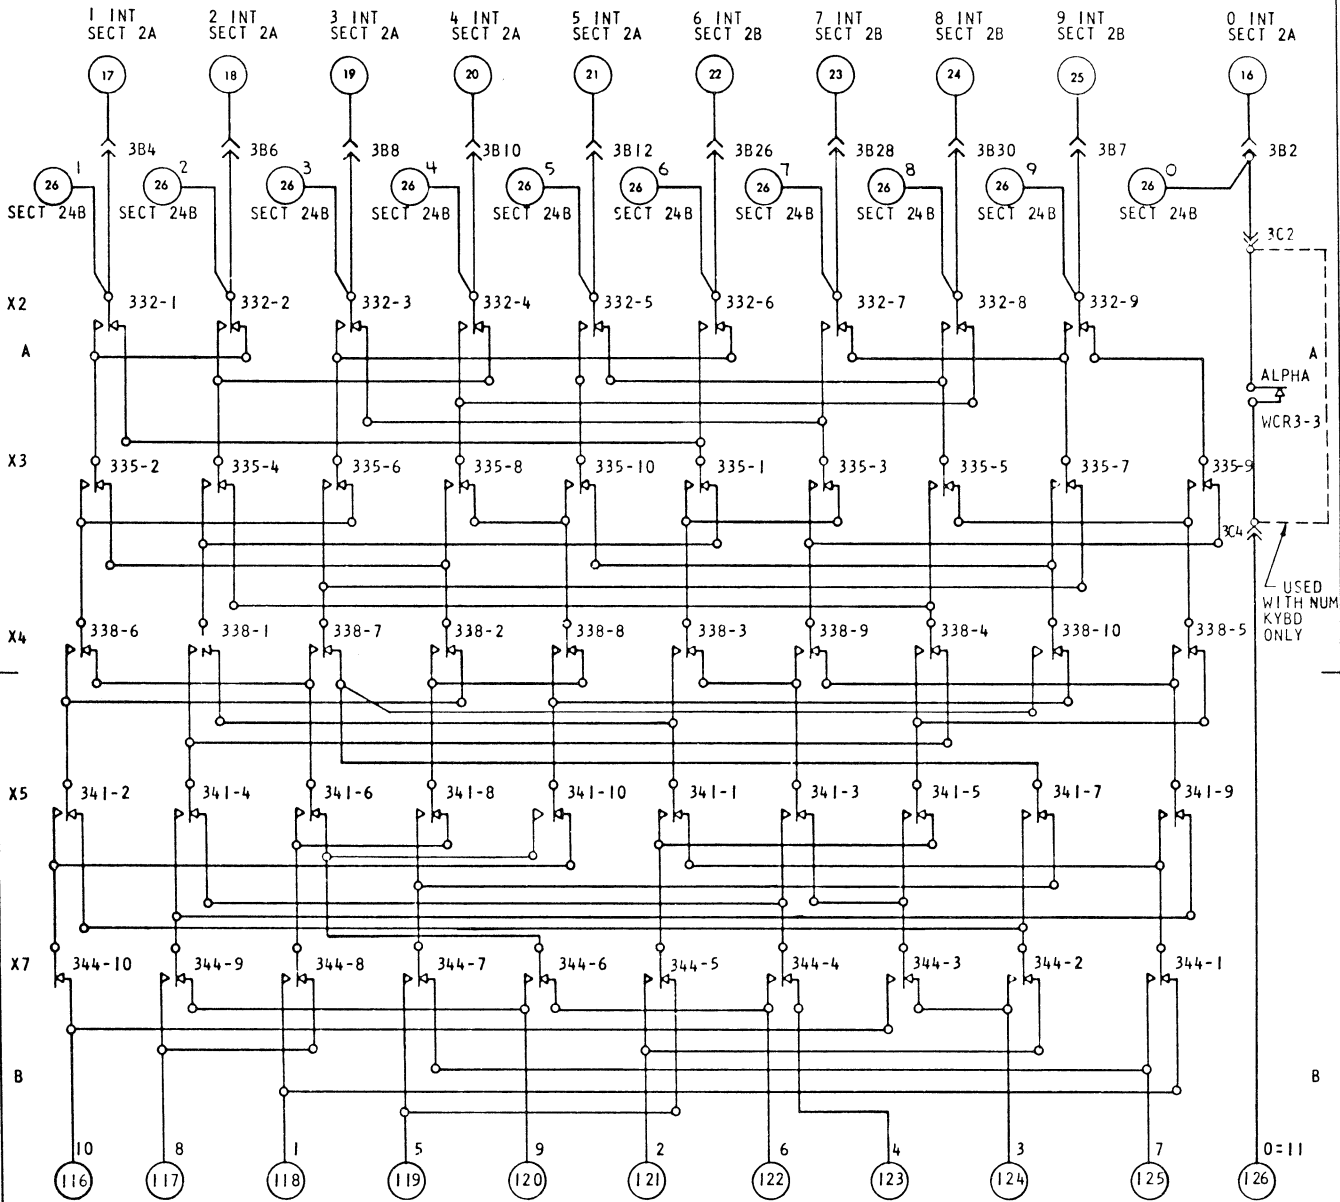 1 INT 2 INT 3 INT 4 INT 5 INT 6 INT 7 INT 8 INT 9 INT 0 INT
SECT 2A SECT 2A SECT 2A SECT 2A SECT 2A SECT 2B SECT 2B SECT 2B SECT 2B SECT 2A
17 18 19 20 21 22 23 24 25 16
3B4 3B6 3B8 3B10 3B12 3B26 3B28 3B30 3B7 3B2
1 2 3 4 5 6 7 8 9 0
26 26 26 26 26 26 26 26 26 26
SECT 24B SECT 24B SECT 24B SECT 24B SECT 24B SECT 24B SECT 24B SECT 24B SECT 24B SECT 24B
3C2
X2 332-1 332-2 332-3 332-4 332-5 332-6 332-7 332-8 332-9
A A
ALPHA
WCR3-3
X3 335-2 335-4 335-6 335-8 335-10 335-1 335-3 335-5 335-7 335-9
3C4
USED
WITH NUM
KYBD
ONLY
X4 338-6 338-1 338-7 338-2 338-8 338-3 338-9 338-4 338-10 338-5
X5 341-2 341-4 341-6 341-8 341-10 341-1 341-3 341-5 341-7 341-9
X7 344-10 344-9 344-8 344-7 344-6 344-5 344-4 344-3 344-2 344-1
B B
10 8 1 5 9 2 6 4 3 7 0=11
116 117 118 119 120 121 122 123 124 125 126